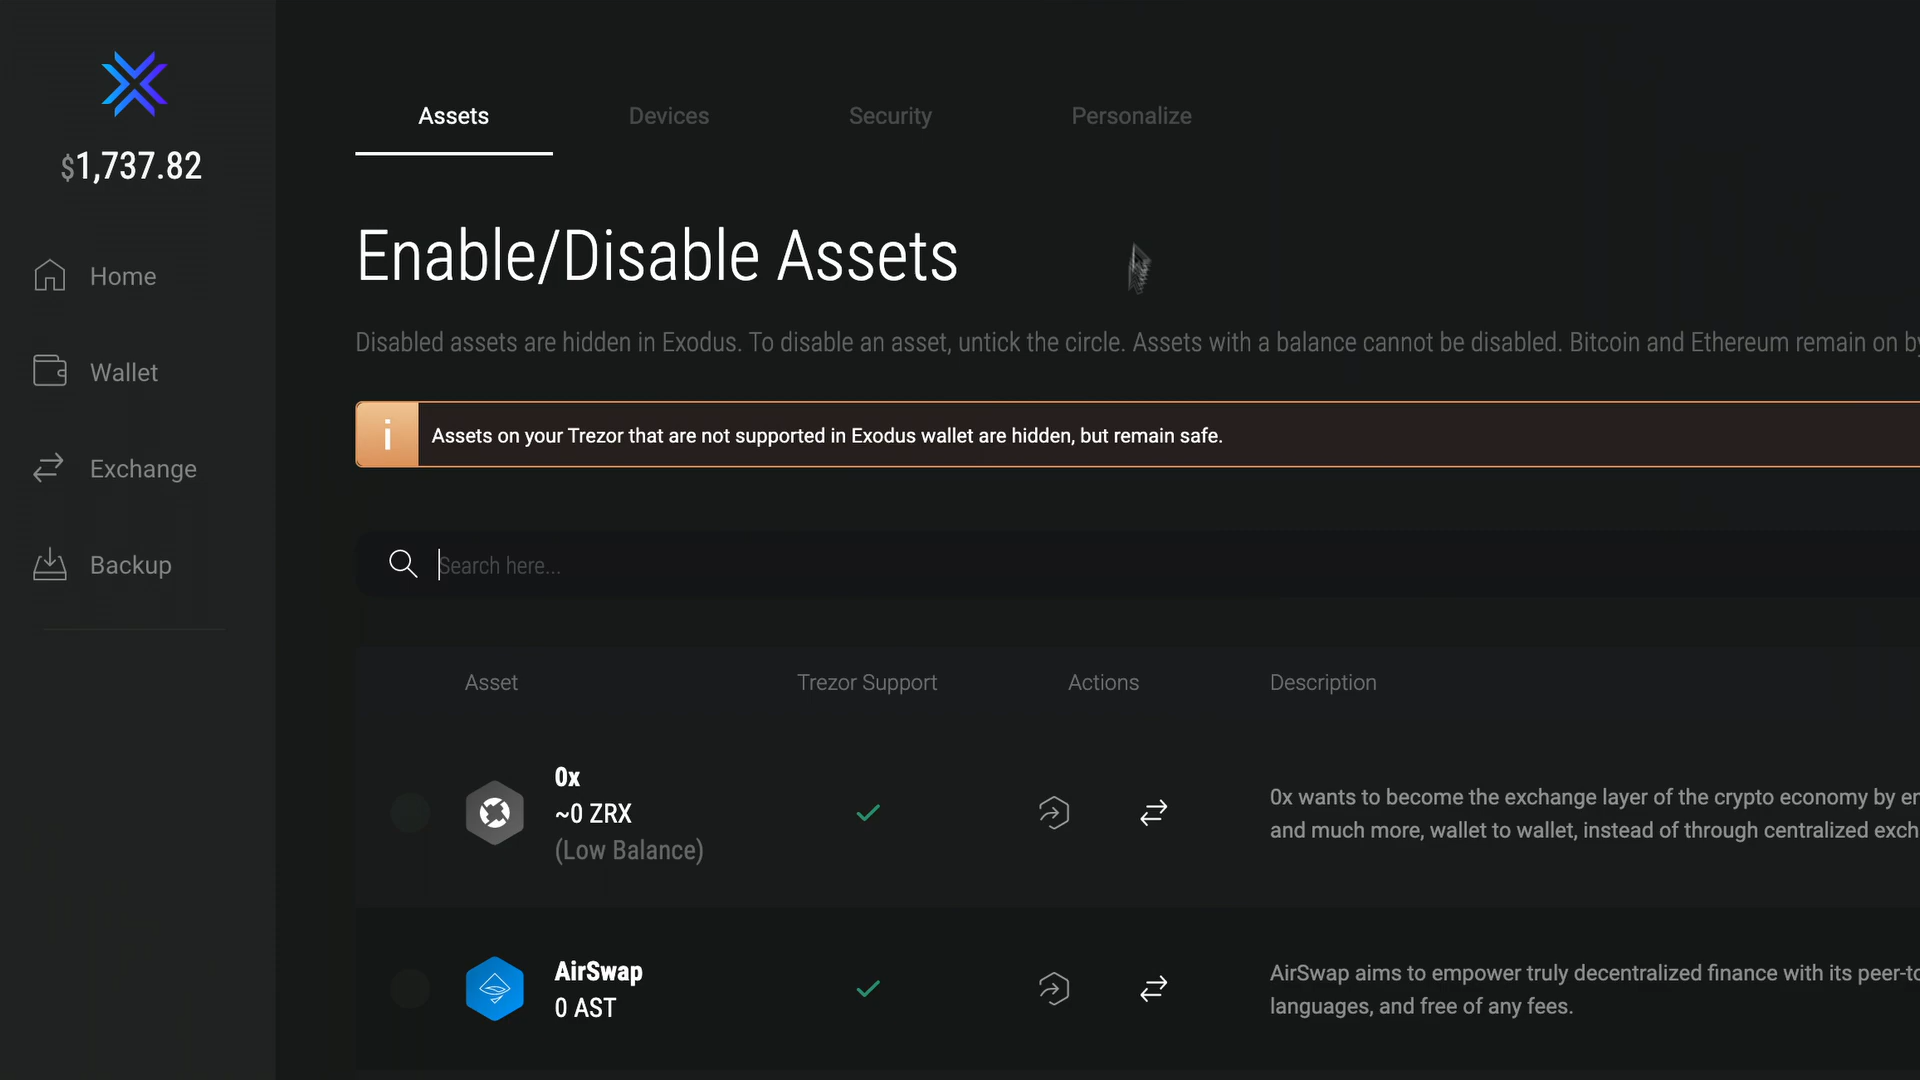 $1,737.82
Home
Wallet
Exchange
Backup
Assets
Devices
Security
Personalize
Enable/Disable Assets
Disabled assets are hidden in Exodus. To disable an asset, untick the circle. Assets with a balance cannot be disabled. Bitcoin and Ethereum remain on by
i
Assets on your Trezor that are not supported in Exodus wallet are hidden, but remain safe.
Search here...
Asset
Trezor Support
Actions
Description
0x
~0 ZRX
(Low Balance)
0x wants to become the exchange layer of the crypto economy by
and much more, wallet to wallet, instead of through centralized
AirSwap
0 AST
AirSwap aims to empower truly decentralized finance with its
languages, and free of any fees.